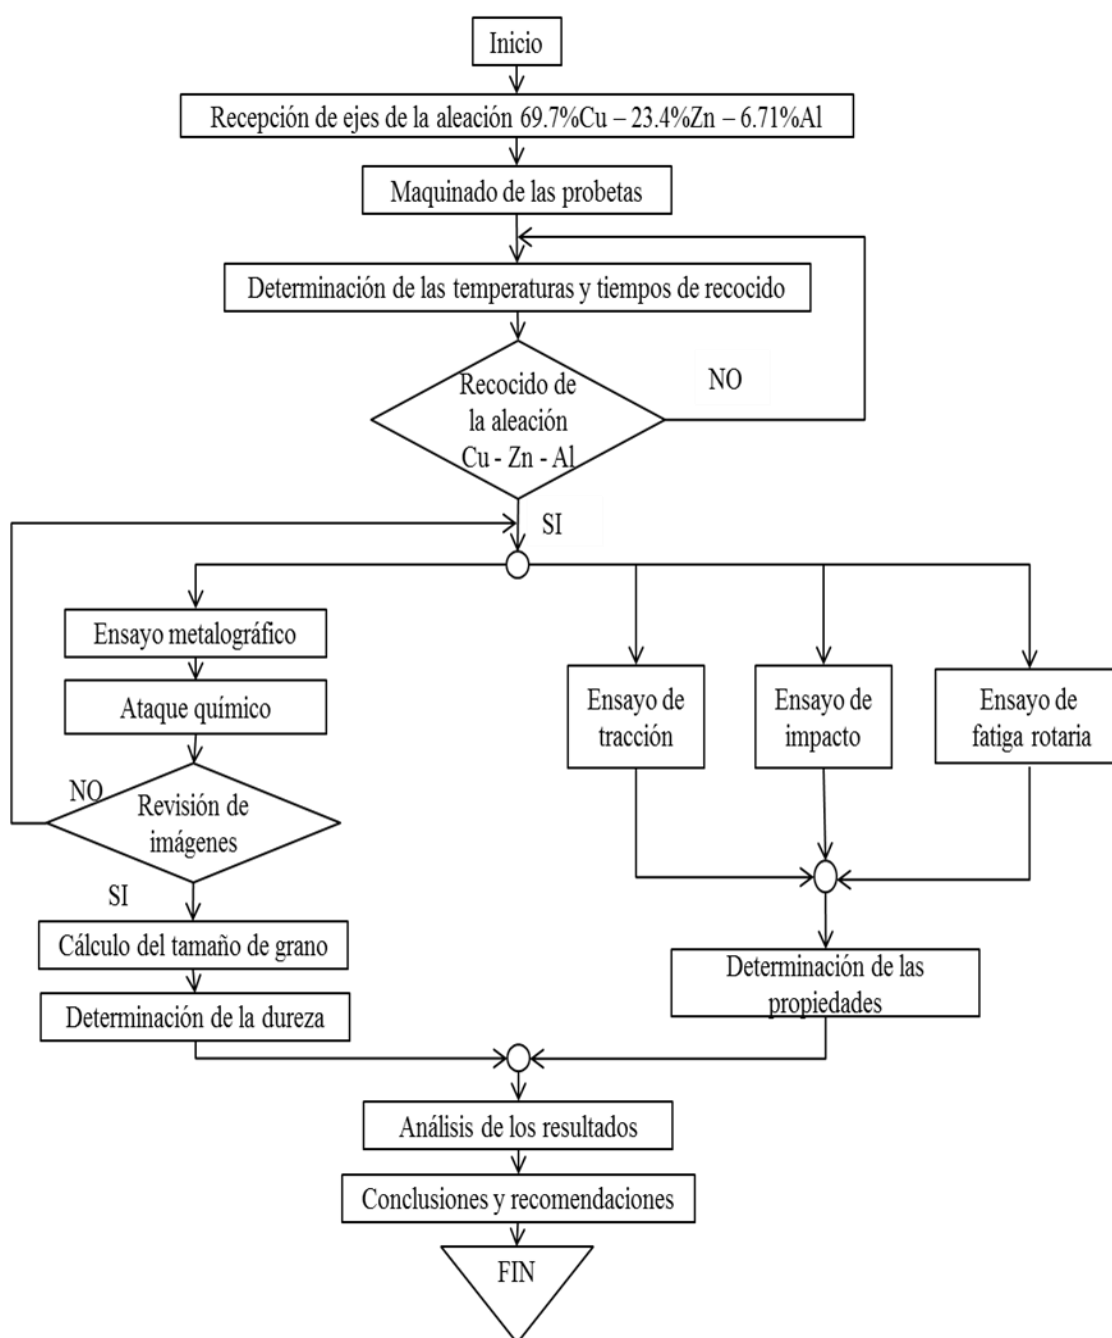 Inicio
Recepción de ejes de la aleación 69.7%Cu – 23.4%Zn – 6.71%Al
Maquinado de las probetas
Determinación de las temperaturas y tiempos de recocido
Recocido de
la aleación
Cu - Zn - Al
NO
SI
Ensayo metalográfico
Ataque químico
NO
Revisión de
imágenes
SI
Cálculo del tamaño de grano
Determinación de la dureza
Ensayo de
tracción
Ensayo de
impacto
Ensayo de
fatiga rotaria
Determinación de las
propiedades
Análisis de los resultados
Conclusiones y recomendaciones
FIN